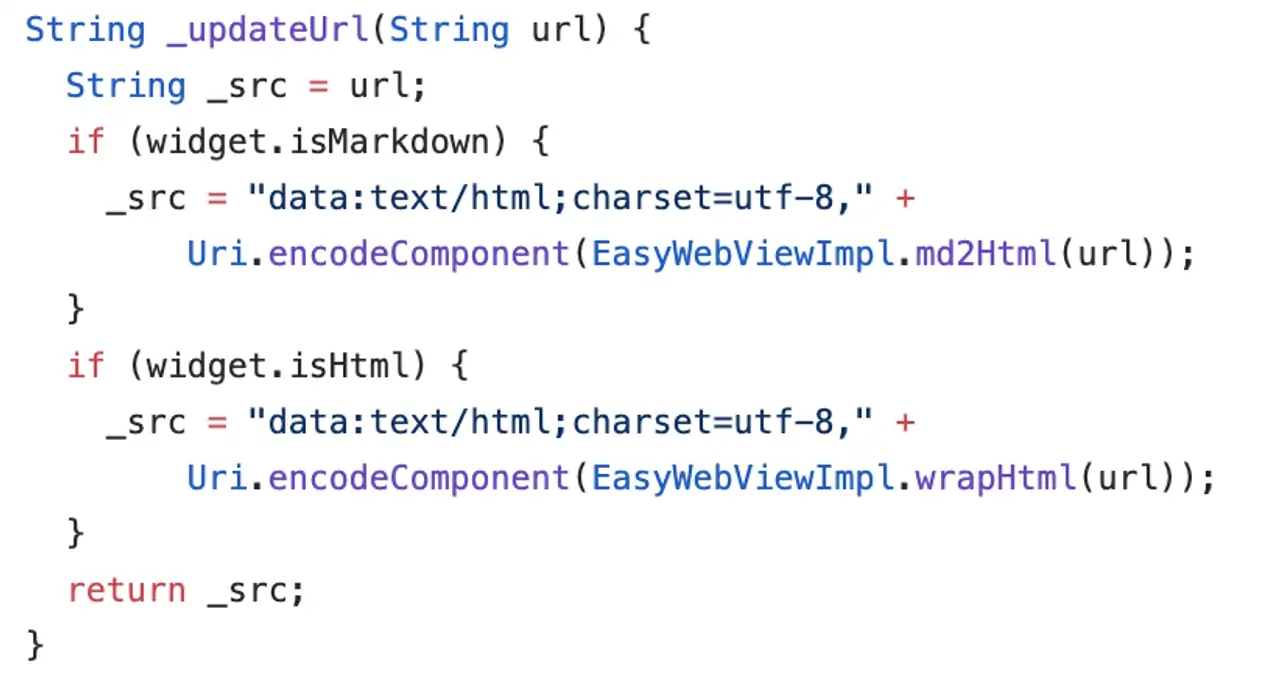 String _updateUrl(String url) {
  String _src = url;
  if (widget.isMarkdown) {
    _src = "data:text/html;charset=utf-8," +
        Uri.encodeComponent(EasyWebViewImpl.md2Html(url));
  }
  if (widget.isHtml) {
    _src = "data:text/html;charset=utf-8," +
        Uri.encodeComponent(EasyWebViewImpl.wrapHtml(url));
  }
  return _src;
}